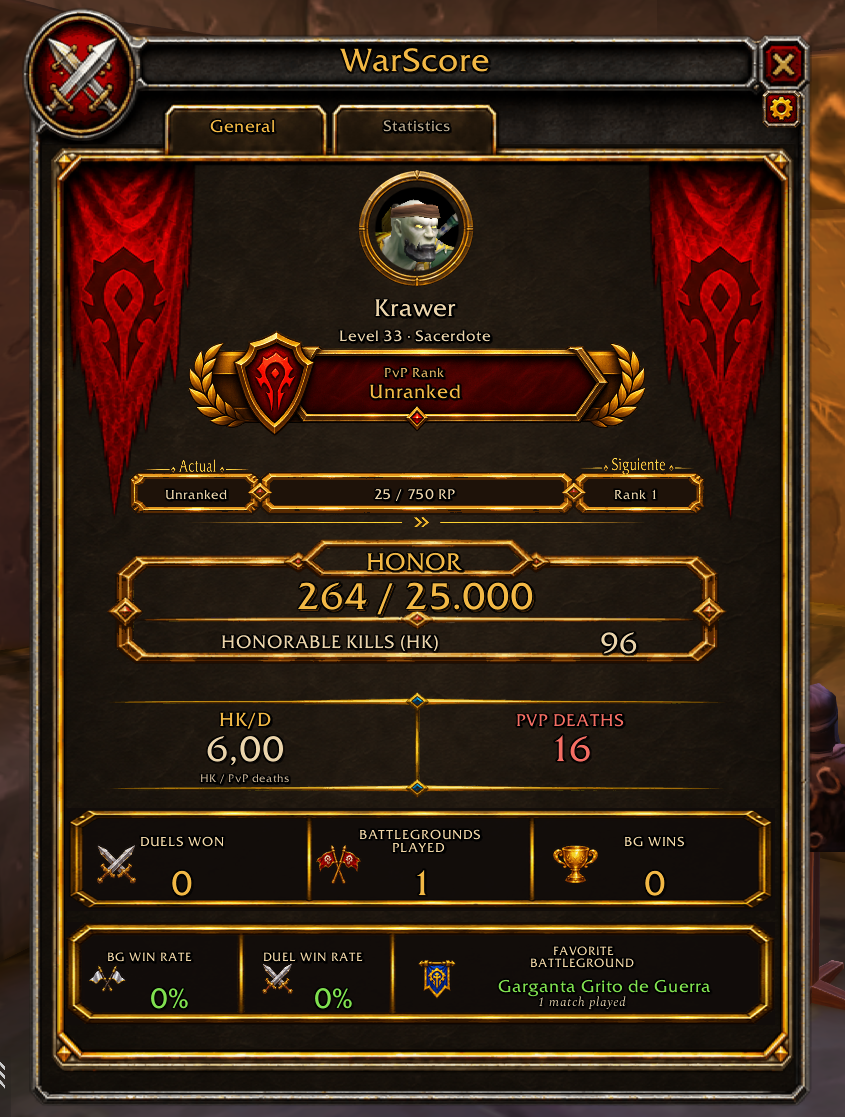 WarScore
General
Statistics
Krawer
Level 33 · Sacerdote
PvP Rank
Unranked
Actual
Siguiente
Unranked
25 / 750 RP
Rank 1
HONOR
264 / 25.000
HONORABLE KILLS (HK)
96
HK/D
6,00
HK / PvP deaths
PVP DEATHS
16
DUELS WON
0
BATTLEGROUNDS
PLAYED
1
BG WINS
0
BG WIN RATE
0%
DUEL WIN RATE
0%
FAVORITE
BATTLEGROUND
Garganta Grito de Guerra
1 match played